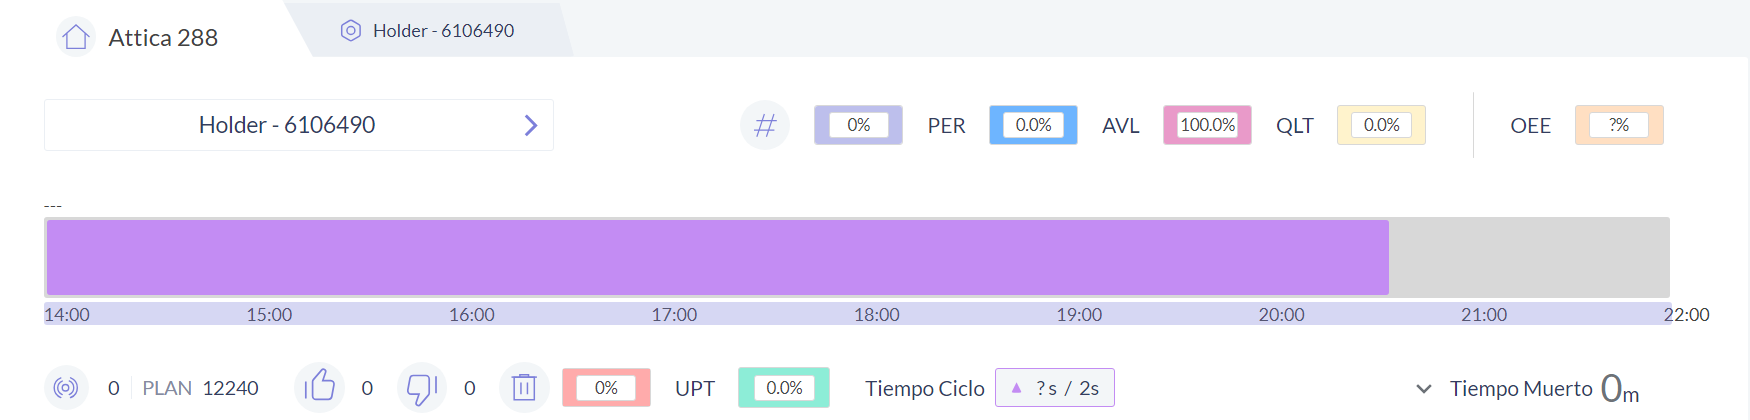 Attica 288
Holder - 6106490
Holder - 6106490
# 0% PER 0.0% AVL 100.0% QLT 0.0% OEE ?%
---
14:00 15:00 16:00 17:00 18:00 19:00 20:00 21:00 22:00
0 PLAN 12240 0 0 0% UPT 0.0% Tiempo Ciclo ? s / 2s Tiempo Muerto 0m